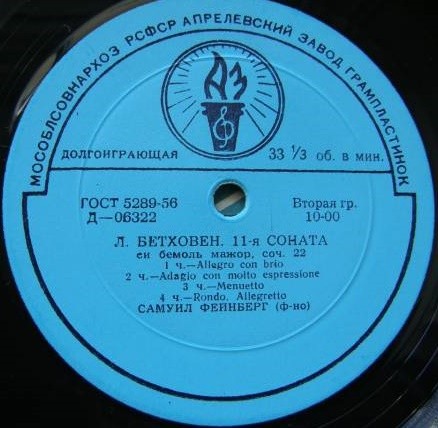 МОСОБЛСОВНАРХОЗ РСФСР АПРЕЛЕВСКИЙ ЗАВОД ГРАМПЛАСТИНОК
АЗ
ДОЛГОИГРАЮЩАЯ 33 ⅓ об. в мин.
ГОСТ 5289-56 Вторая гр.
Д—06322 10-00
Л. БЕТХОВЕН. 11-я СОНАТА
си бемоль мажор, соч. 22
1 ч.—Allegro con brio
2 ч.—Adagio con molto espressione
3 ч.—Menuetto
4 ч.—Rondo. Allegretto
САМУИЛ ФЕЙНБЕРГ (ф-но)